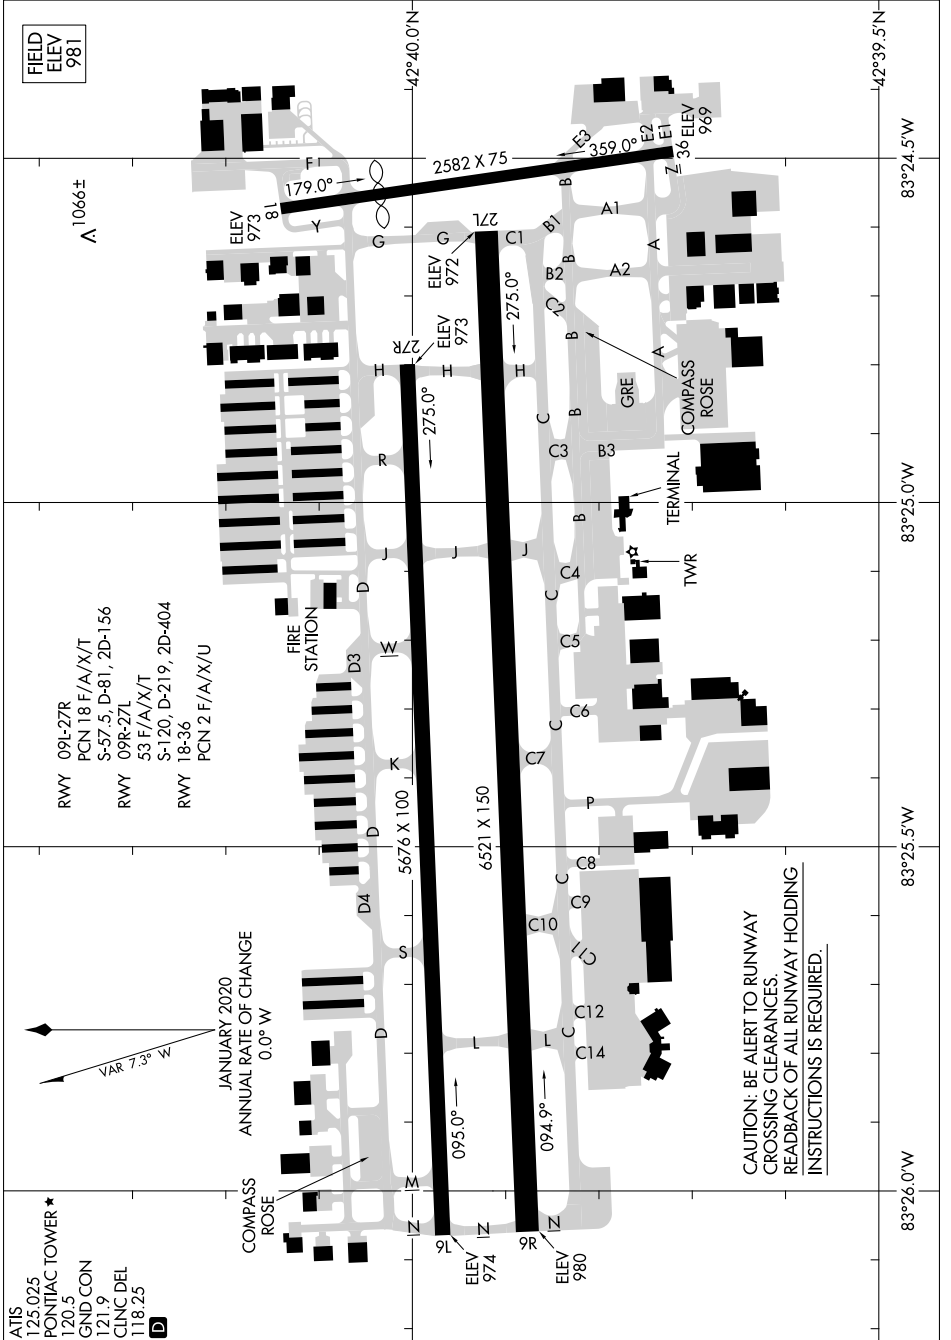 ATIS
125.025
PONTIAC TOWER ★
120.5
GND CON
121.9
CLNC DEL
118.25
D
JANUARY 2020
ANNUAL RATE OF CHANGE
0.0° W
VAR 7.3° W
RWY 09L-27R
PCN 18 F/A/X/T
S-57.5, D-81, 2D-156
RWY 09R-27L
53 F/A/X/T
S-120, D-219, 2D-404
RWY 18-36
PCN 2 F/A/X/U
1066±
FIELD
ELEV
981
COMPASS
ROSE
FIRE
STATION
D
D4
D
D3
D
ELEV
973
18
179.0°
F
Y
G
G
42°40.0'N
N
M
S
K
W
J
R
H
9L
ELEV
974
095.0°
5676 X 100
275.0°
27R
ELEV
973
N
L
J
H
ELEV
972
27L
2582 X 75
9R
ELEV
980
094.9°
6521 X 150
275.0°
N
L
C10
C7
J
H
C1
C
C12
C14
C11
C9
C8
C
C
C6
C5
C
C4
C3
C
C2
B2
B1
P
B
B
B
B
B
B3
A2
A1
A
A
E3
359.0°
E2
E1
Z
36
ELEV
969
GRE
COMPASS
ROSE
TERMINAL
TWR
CAUTION: BE ALERT TO RUNWAY
CROSSING CLEARANCES.
READBACK OF ALL RUNWAY HOLDING
INSTRUCTIONS IS REQUIRED.
83°26.0'W
83°25.5'W
83°25.0'W
83°24.5'W
42°39.5'N